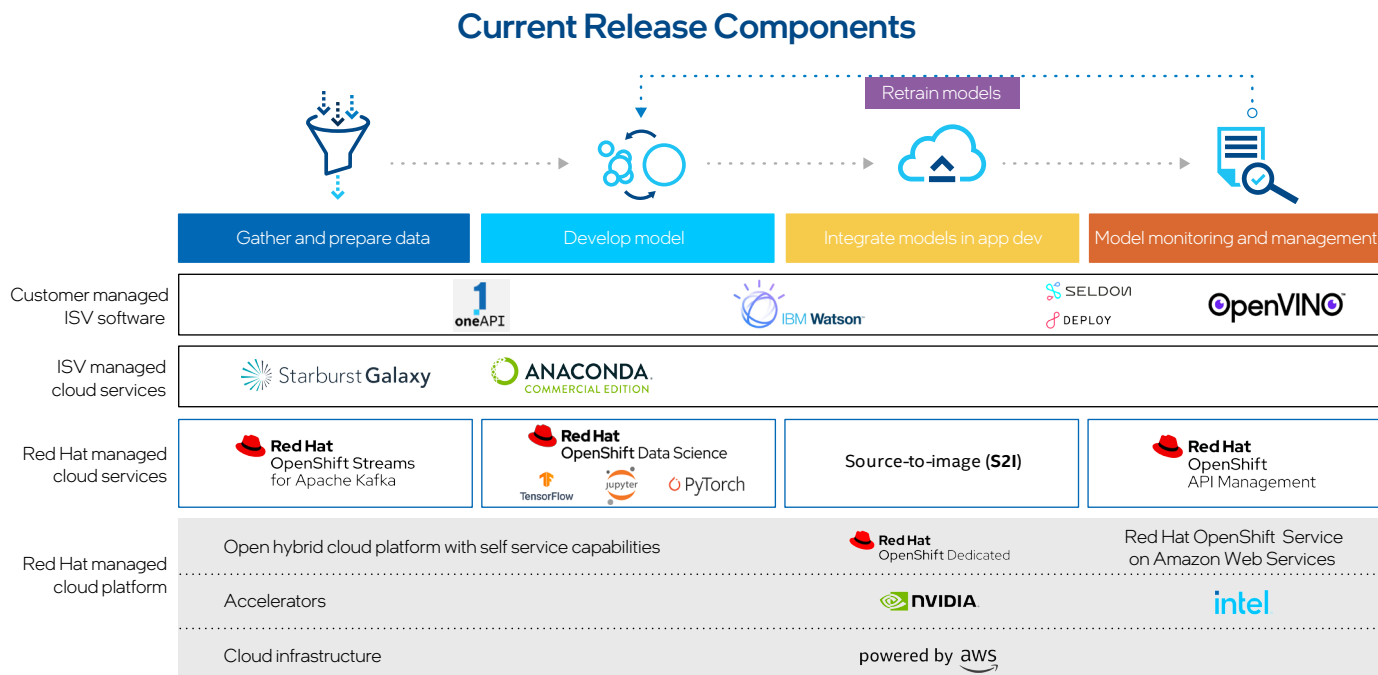 Current Release Components
Retrain models
Gather and prepare data
Develop model
Integrate models in app dev
Model monitoring and management
Customer managed
ISV software
1
oneAPI
IBM Watson™
SELDON
DEPLOY
OpenVINO™
ISV managed
cloud services
Starburst Galaxy
ANACONDA.
COMMERCIAL EDITION
Red Hat managed
cloud services
Red Hat
OpenShift Streams
for Apache Kafka
Red Hat
OpenShift Data Science
TensorFlow
jupyter
PyTorch
Source-to-image (S2I)
Red Hat
OpenShift
API Management
Red Hat managed
cloud platform
Open hybrid cloud platform with self service capabilities
Red Hat
OpenShift Dedicated
Red Hat OpenShift Service
on Amazon Web Services
Accelerators
NVIDIA.
intel
Cloud infrastructure
powered by aws